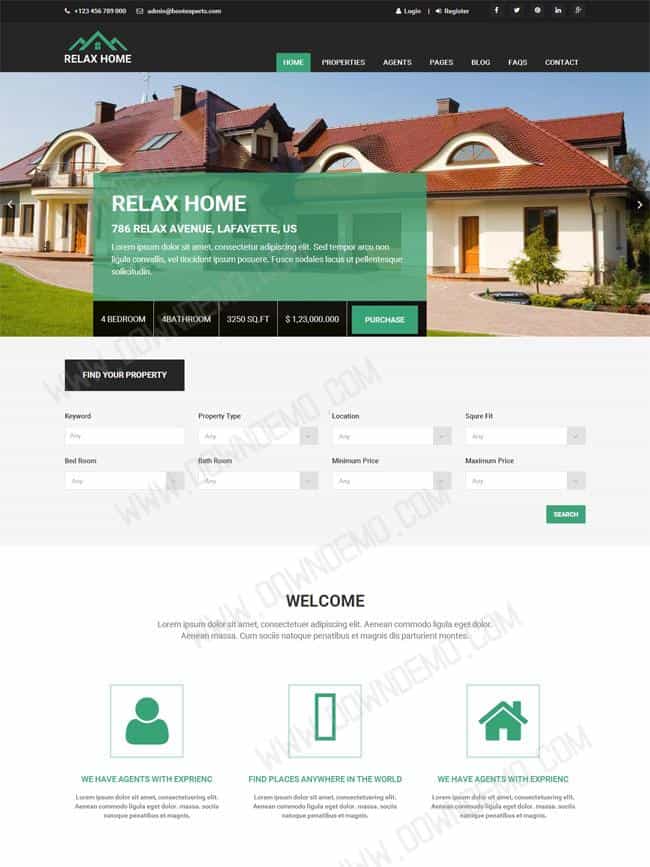 +123 456 789 000 admin@bootexperts.com Login | Register
RELAX HOME
HOME PROPERTIES AGENTS PAGES BLOG FAQS CONTACT
RELAX HOME
786 RELAX AVENUE, LAFAYETTE, US
Lorem ipsum dolor sit amet, consectetur adipiscing elit. Sed tempor arcu non
ligula convallis, vel tincidunt ipsum posuere. Fusce sodales lacus ut pellentesque
sollicitudin.
4 BEDROOM 4BATHROOM 3250 SQ.FT $ 1,23,000.000 PURCHASE
FIND YOUR PROPERTY
Keyword Property Type Location Squre Fit
Any Any Any Any
Bed Room Bath Room Minimum Price Maximum Price
Any Any Any Any
SEARCH
WELCOME
Lorem ipsum dolor sit amet, consectetuer adipiscing elit. Aenean commodo ligula eget dolor.
Aenean massa. Cum sociis natoque penatibus et magnis dis parturient montes.
WE HAVE AGENTS WITH EXPRIENC FIND PLACES ANYWHERE IN THE WORLD WE HAVE AGENTS WITH EXPRIENC
Lorem ipsum dolor sit amet, consectetuering elit. Lorem ipsum dolor sit amet, consectetuering elit. Lorem ipsum dolor sit amet, consectetuering elit.
Aenean commodo ligula eget dolor. massa. sociis Aenean commodo ligula eget dolor. massa. sociis Aenean commodo ligula eget dolor. massa. sociis
natoque penatibus et magnis. natoque penatibus et magnis. natoque penatibus et magnis.
WWW.DOWNDEMO.COM
WWW.DOWNDEMO.COM
WWW.DOWNDEMO.COM
WWW.DOWNDEMO.COM